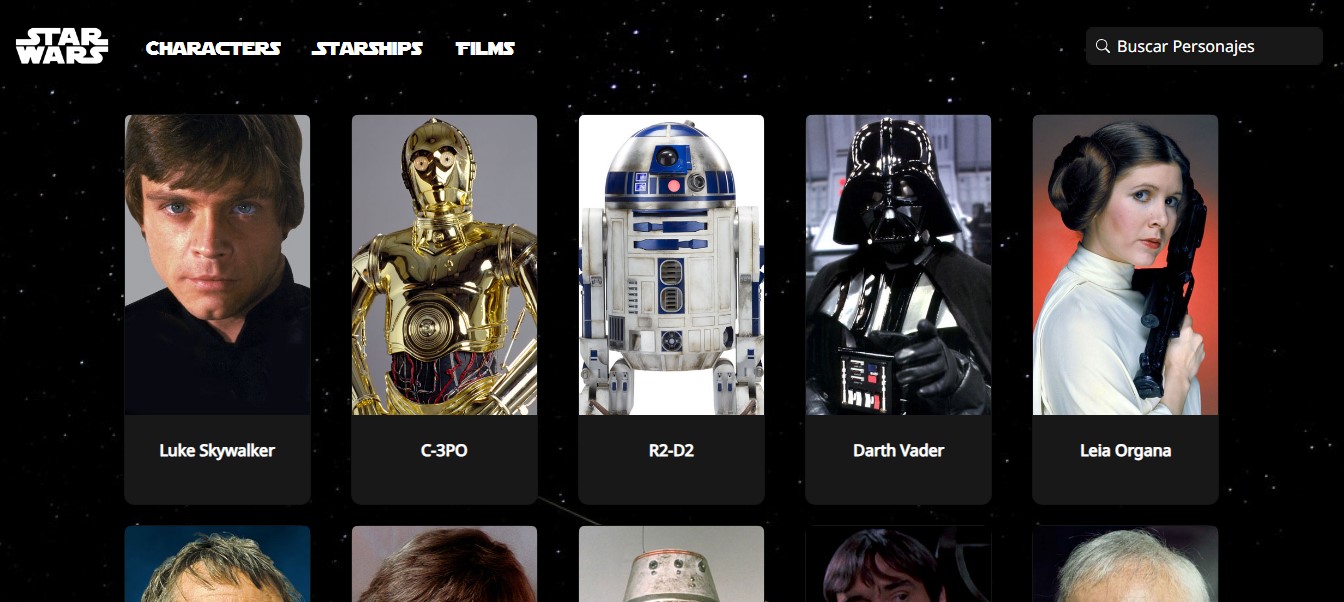 STAR
WARS
CHARACTERS
STARSHIPS
FILMS
Buscar Personajes
Luke Skywalker
C-3PO
R2-D2
Darth Vader
Leia Organa